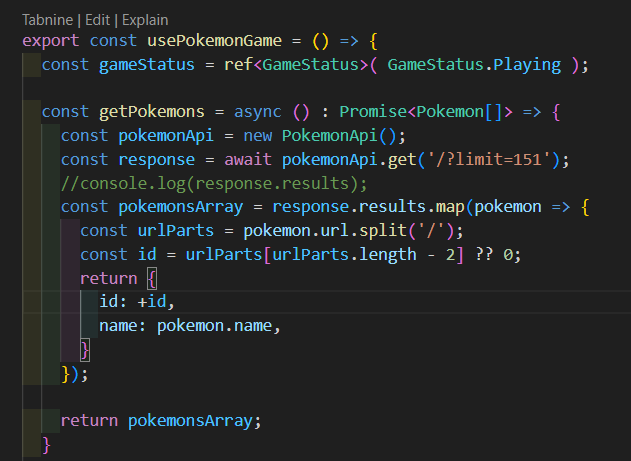 Tabnine | Edit | Explain
export const usePokemonGame = () => {
  const gameStatus = ref<GameStatus>( GameStatus.Playing );

  const getPokemons = async () : Promise<Pokemon[]> => {
    const pokemonApi = new PokemonApi();
    const response = await pokemonApi.get('/?limit=151');
    //console.log(response.results);
    const pokemonsArray = response.results.map(pokemon => {
      const urlParts = pokemon.url.split('/');
      const id = urlParts[urlParts.length - 2] ?? 0;
      return {
        id: +id,
        name: pokemon.name,
      }
    });

    return pokemonsArray;
  }